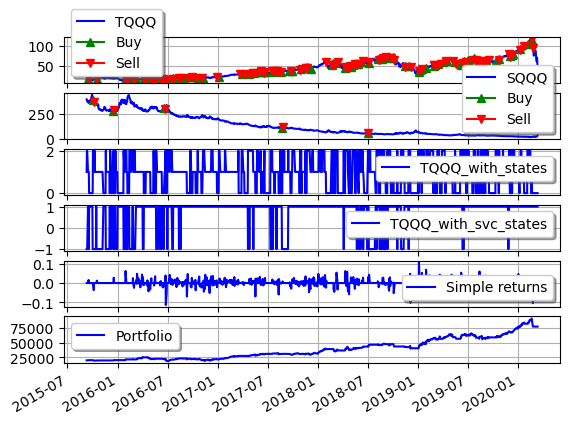 TQQQ
Buy
Sell
100
50
SQQQ
Buy
Sell
250
0
2
TQQQ_with_states
0
1
TQQQ_with_svc_states
−1
0.1
0.0
Simple returns
−0.1
75000
Portfolio
50000
25000
2015-07
2016-01
2016-07
2017-01
2017-07
2018-01
2018-07
2019-01
2019-07
2020-01